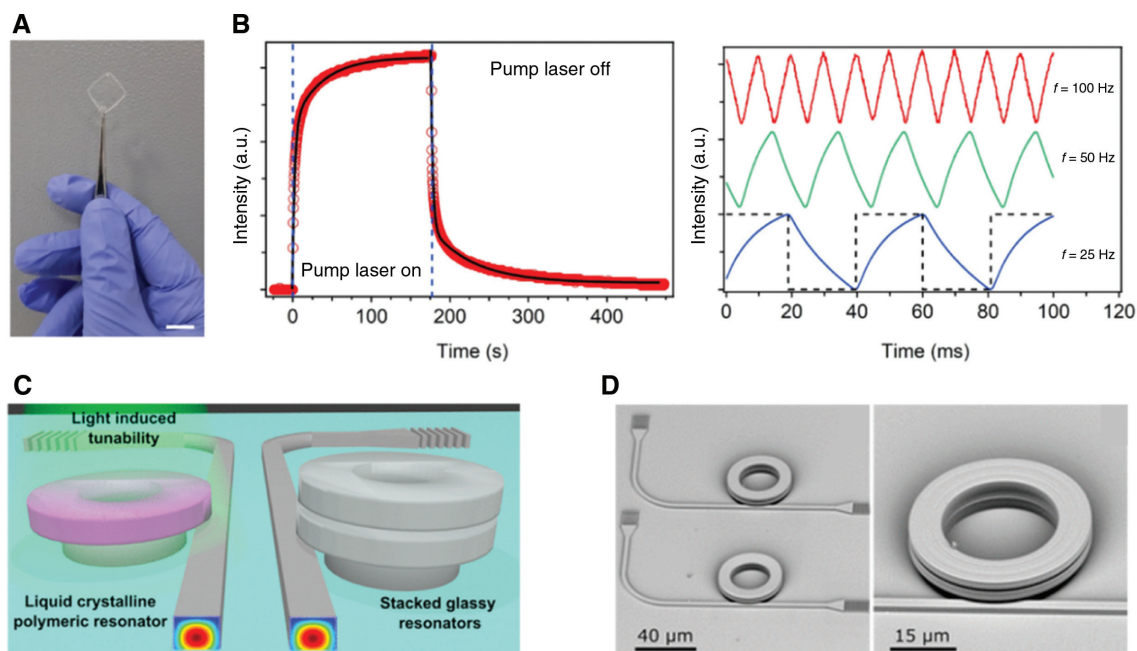 A
B
Intensity (a.u.)
Pump laser off
Pump laser on
0
100
200
300
400
Time (s)
Intensity (a.u.)
f = 100 Hz
f = 50 Hz
f = 25 Hz
0
20
40
60
80
100
120
Time (ms)
C
Light induced
tunability
Liquid crystalline
polymeric resonator
Stacked glassy
resonators
D
40 µm
15 µm